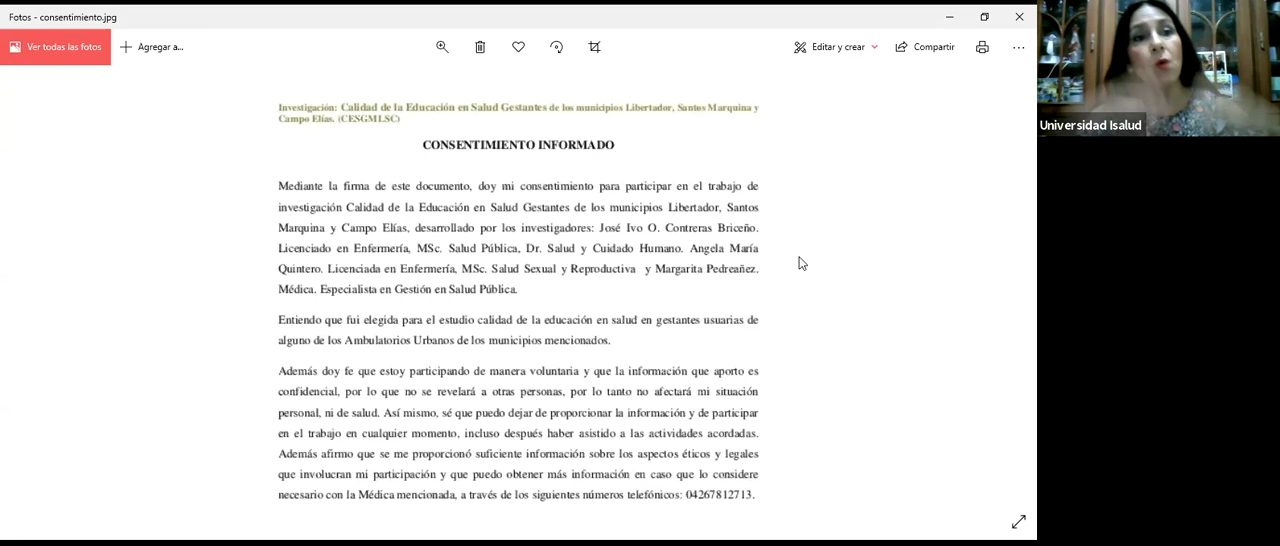 Fotos - consentimiento.jpg
Ver todas las fotos
Agregar a...
Editar y crear
Compartir
Investigación: Calidad de la Educación en Salud Gestantes de los municipios Libertador, Santos Marquina y
Campo Elías. (CESGMLSC)
CONSENTIMIENTO INFORMADO
Mediante la firma de este documento, doy mi consentimiento para participar en el trabajo de
investigación Calidad de la Educación en Salud Gestantes de los municipios Libertador, Santos
Marquina y Campo Elías, desarrollado por los investigadores: José Ivo O. Contreras Briceño.
Licenciado en Enfermería, MSc. Salud Pública, Dr. Salud y Cuidado Humano. Angela María
Quintero. Licenciada en Enfermería, MSc. Salud Sexual y Reproductiva y Margarita Pedreañez.
Médica. Especialista en Gestión en Salud Pública.
Entiendo que fui elegida para el estudio calidad de la educación en salud en gestantes usuarias de
alguno de los Ambulatorios Urbanos de los municipios mencionados.
Además doy fe que estoy participando de manera voluntaria y que la información que aporto es
confidencial, por lo que no se revelará a otras personas, por lo tanto no afectará mi situación
personal, ni de salud. Así mismo, sé que puedo dejar de proporcionar la información y de participar
en el trabajo en cualquier momento, incluso después haber asistido a las actividades acordadas.
Además afirmo que se me proporcionó suficiente información sobre los aspectos éticos y legales
que involucran mi participación y que puedo obtener más información en caso que lo considere
necesario con la Médica mencionada, a través de los siguientes números telefónicos: 04267812713.
Universidad Isalud